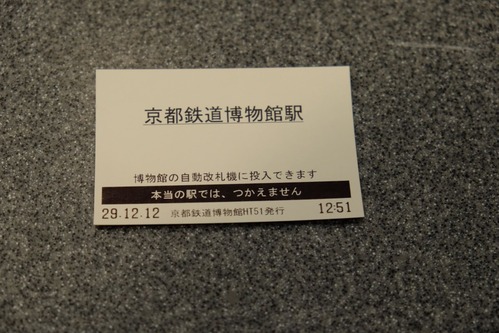 京都鉄道博物館駅
博物館の自動改札機に投入できます
本当の駅では、つかえません
29.12.12 京都鉄道博物館HT51発行 12:51